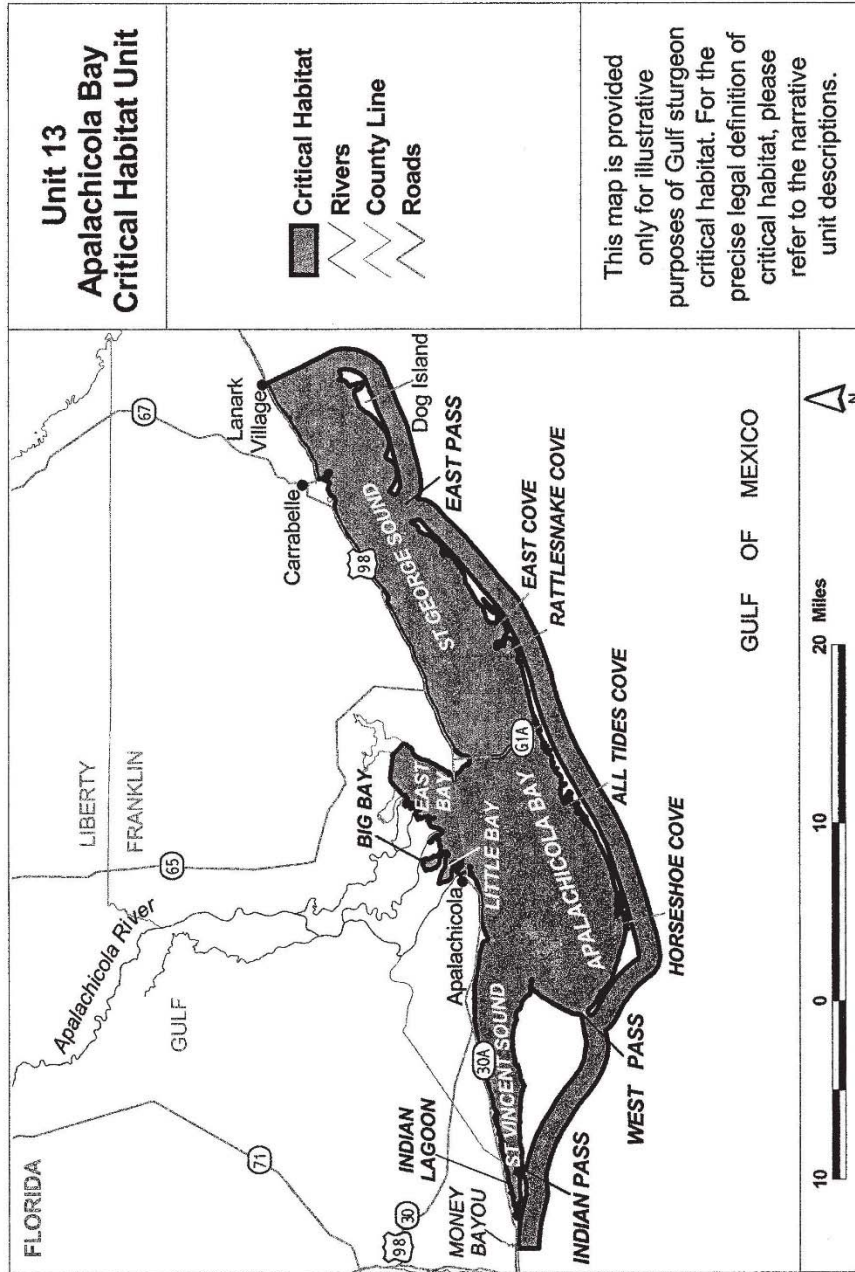 Unit 13
Apalachicola Bay
Critical Habitat Unit
Critical Habitat
Rivers
County Line
Roads
This map is provided
only for illustrative
purposes of Gulf sturgeon
critical habitat. For the
precise legal definition of
critical habitat, please
refer to the narrative
unit descriptions.
FLORIDA
LIBERTY
FRANKLIN
GULF
Apalachicola River
71
65
67
98
30
98
30A
G1A
Lanark
Village
Carrabelle
Dog Island
EAST PASS
ST GEORGE SOUND
EAST COVE
RATTLESNAKE COVE
BIG BAY
EAST
BAY
LITTLE BAY
Apalachicola
APALACHICOLA BAY
ALL TIDES COVE
HORSESHOE COVE
ST VINCENT SOUND
WEST PASS
INDIAN
LAGOON
MONEY
BAYOU
INDIAN PASS
GULF OF MEXICO
10 0 10 20 Miles
N